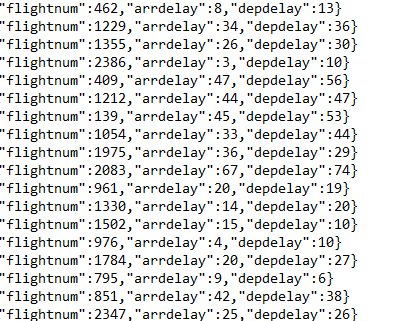 "flightnum":462,"arrdelay":8,"depdelay":13}
"flightnum":1229,"arrdelay":34,"depdelay":36}
"flightnum":1355,"arrdelay":26,"depdelay":30}
"flightnum":2386,"arrdelay":3,"depdelay":10}
"flightnum":409,"arrdelay":47,"depdelay":56}
"flightnum":1212,"arrdelay":44,"depdelay":47}
"flightnum":139,"arrdelay":45,"depdelay":53}
"flightnum":1054,"arrdelay":33,"depdelay":44}
"flightnum":1975,"arrdelay":36,"depdelay":29}
"flightnum":2083,"arrdelay":67,"depdelay":74}
"flightnum":961,"arrdelay":20,"depdelay":19}
"flightnum":1330,"arrdelay":14,"depdelay":20}
"flightnum":1502,"arrdelay":15,"depdelay":10}
"flightnum":976,"arrdelay":4,"depdelay":10}
"flightnum":1784,"arrdelay":20,"depdelay":27}
"flightnum":795,"arrdelay":9,"depdelay":6}
"flightnum":851,"arrdelay":42,"depdelay":38}
"flightnum":2347,"arrdelay":25,"depdelay":26}